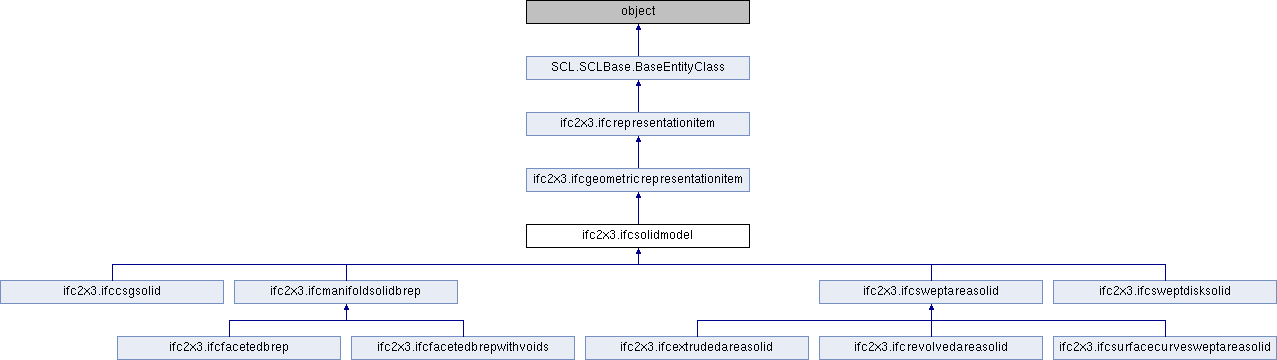 object
SCL.SCLBase.BaseEntityClass
ifc2x3.ifcrepresentationitem
ifc2x3.ifcgeometricrepresentationitem
ifc2x3.ifcsolidmodel
ifc2x3.ifccsgsolid
ifc2x3.ifcmanifoldsolidbrep
ifc2x3.ifcsweptareasolid
ifc2x3.ifcsweptdisksolid
ifc2x3.ifcfacetedbrep
ifc2x3.ifcfacetedbrepwithvoids
ifc2x3.ifcextrudedareasolid
ifc2x3.ifcrevolvedareasolid
ifc2x3.ifcsurfacecurvesweptareasolid